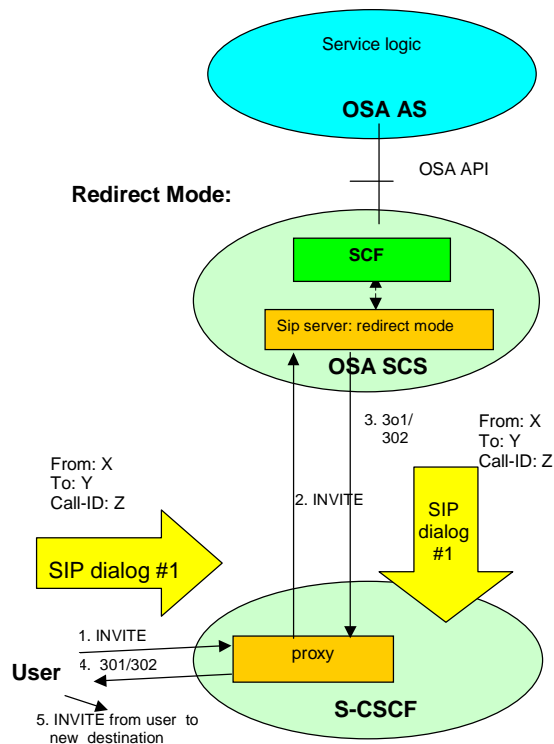 Service logic
OSA AS
OSA API
Redirect Mode:
SCF
Sip server: redirect mode
OSA SCS
3. 3o1/
302
From: X
To: Y
Call-ID: Z
From: X
To: Y
Call-ID: Z
2. INVITE
SIP
dialog
#1
SIP dialog #1
1. INVITE
proxy
4. 301/302
User
S-CSCF
5. INVITE from user to
new destination